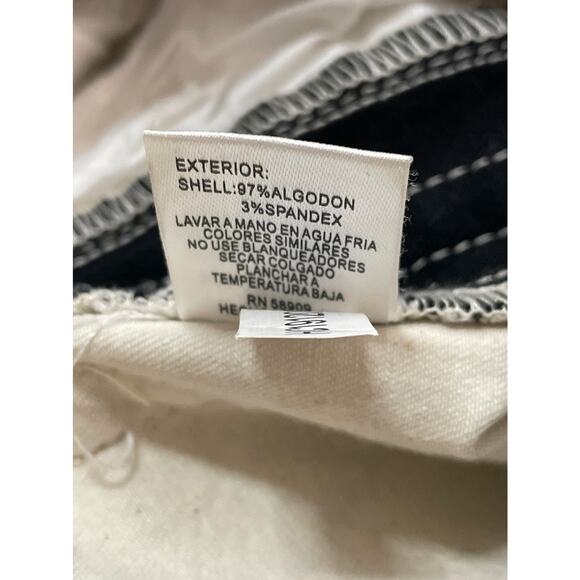 EXTERIOR:
SHELL:97%ALGODON
3%SPANDEX
LAVAR A MANO EN AGUA FRIA
COLORES SIMILARES
NO USE BLANQUEADORES
SECAR COLGADO
PLANCHAR A
TEMPERATURA BAJA
RN 58909